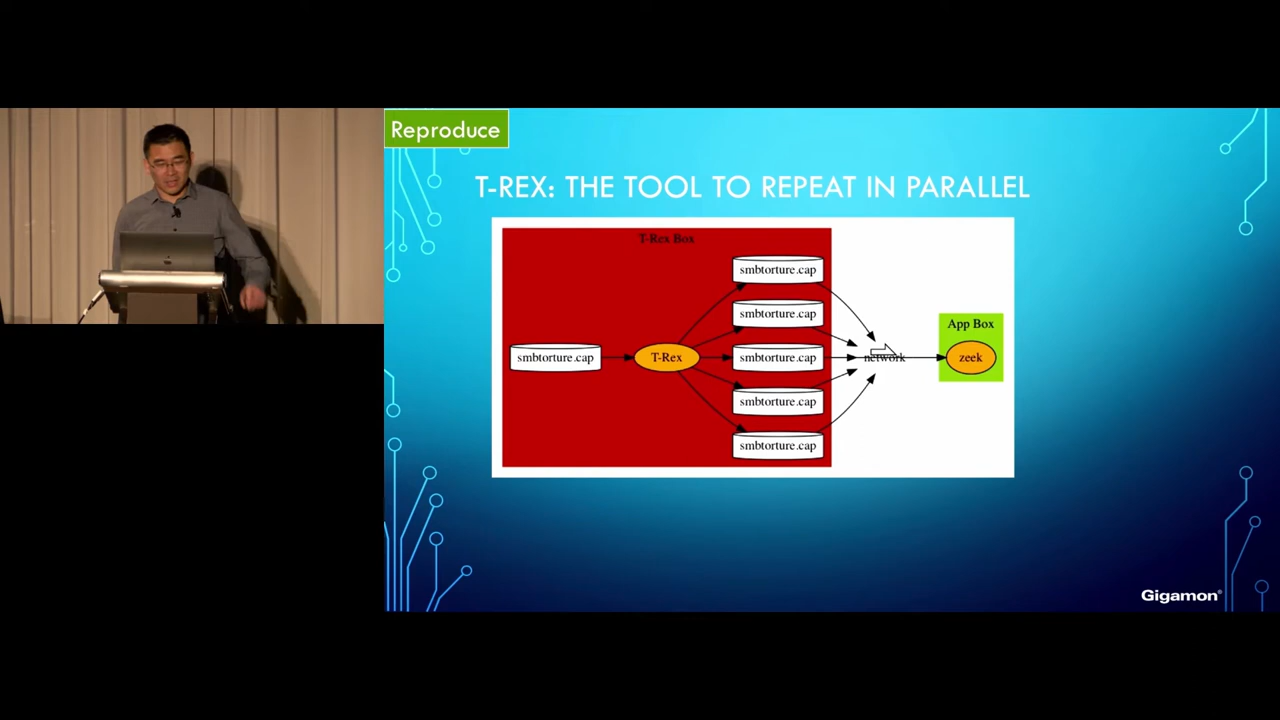 Reproduce
T-REX: THE TOOL TO REPEAT IN PARALLEL
T-Rex Box
smbtorture.cap
smbtorture.cap
App Box
smbtorture.cap
T-Rex
smbtorture.cap
network
zeek
smbtorture.cap
smbtorture.cap
Gigamon®